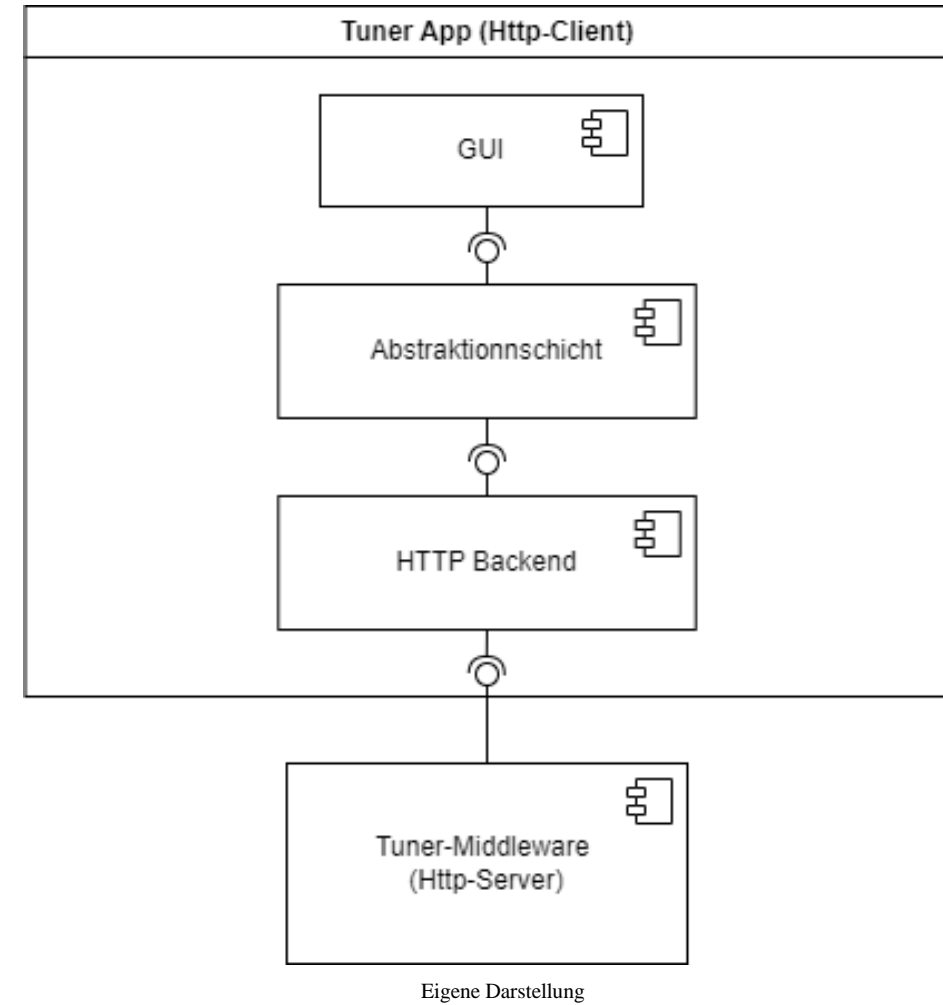 Tuner App (Http-Client)
GUI
Abstraktionnschicht
HTTP Backend
Tuner-Middleware
(Http-Server)
Eigene Darstellung